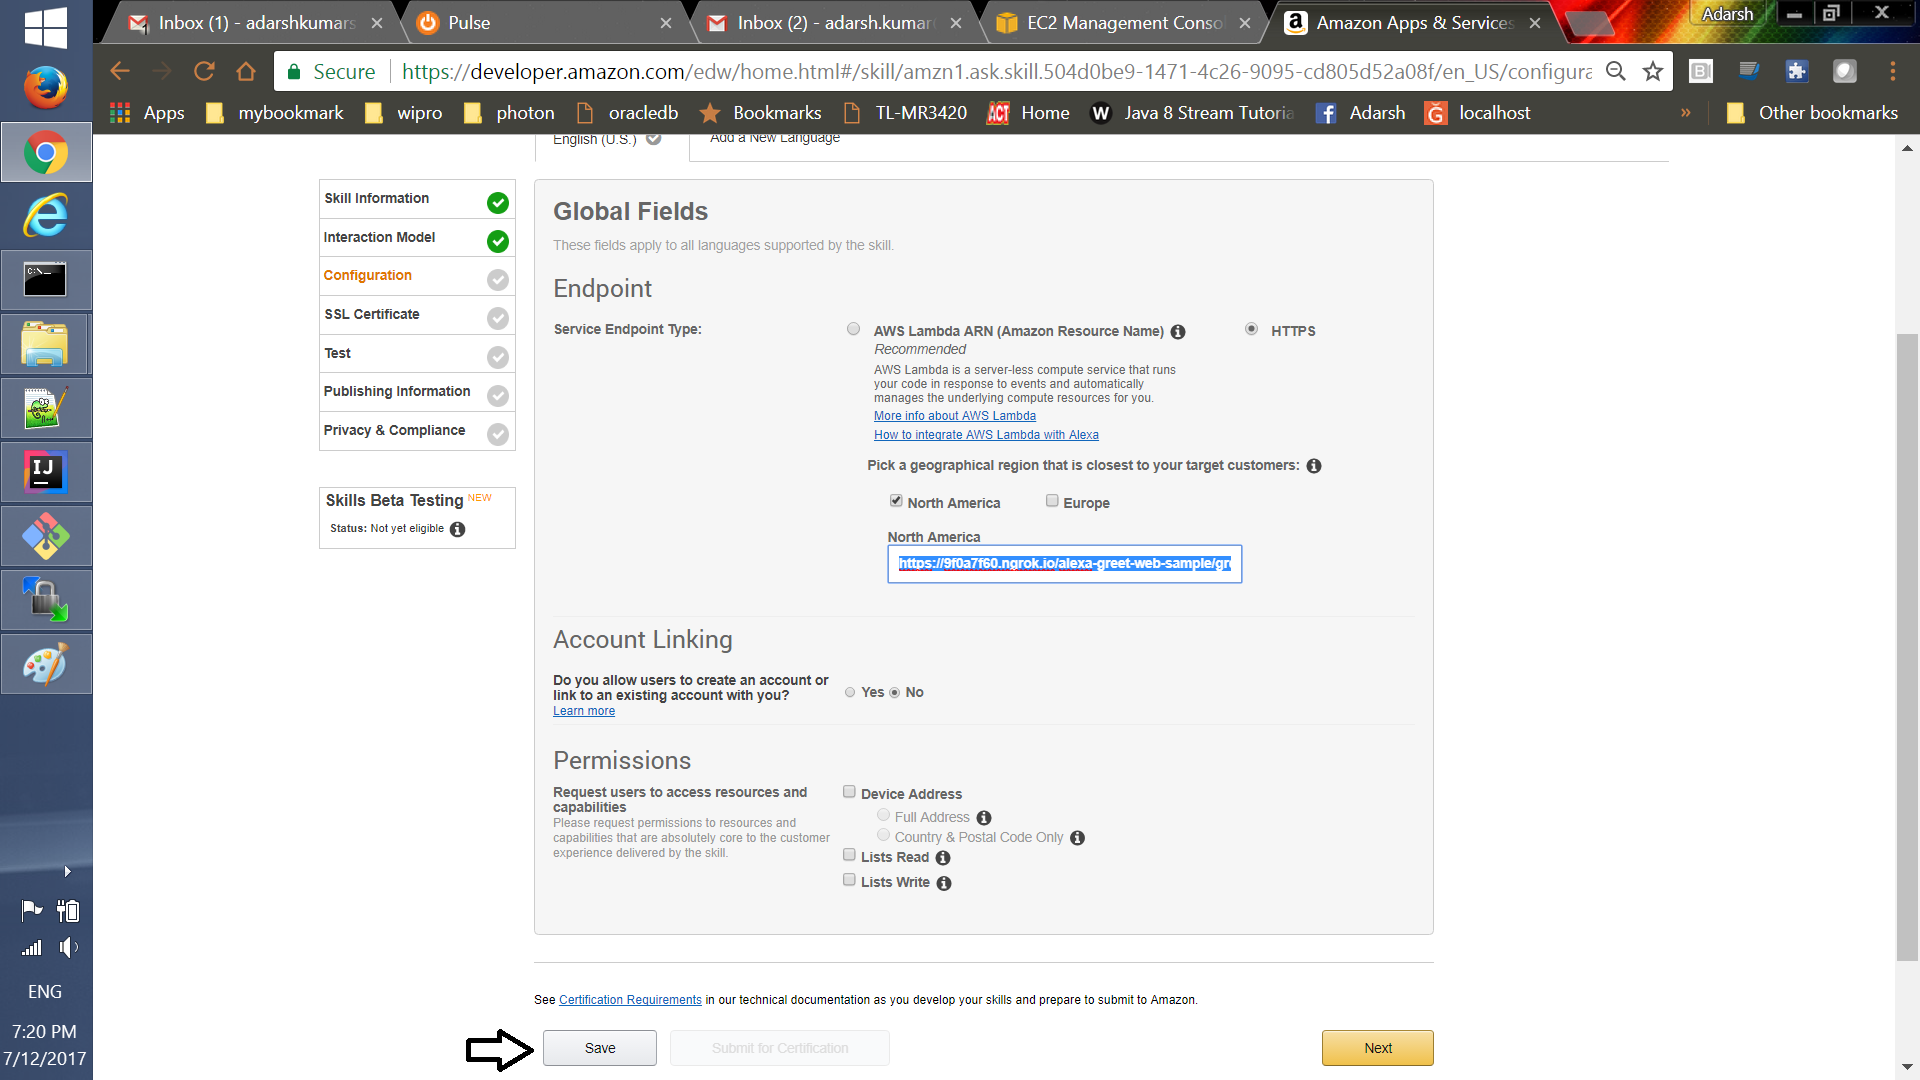 Inbox (1) - adarshkumars
Pulse
Inbox (2) - adarsh.kumar
EC2 Management Conso
Amazon Apps & Services
Adarsh
Secure
https://developer.amazon.com/edw/home.html#/skill/amzn1.ask.skill.504d0be9-1471-4c26-9095-cd805d52a08f/en_US/configura
Apps
mybookmark
wipro
photon
oracledb
Bookmarks
TL-MR3420
ACT
Home
W
Java 8 Stream Tutoria
Adarsh
localhost
»
Other bookmarks
English (U.S.)
Add a New Language
Skill Information
Interaction Model
Configuration
SSL Certificate
Test
Publishing Information
Privacy & Compliance
Skills Beta Testing NEW
Status: Not yet eligible
Global Fields
These fields apply to all languages supported by the skill.
Endpoint
Service Endpoint Type:
AWS Lambda ARN (Amazon Resource Name)
HTTPS
Recommended
AWS Lambda is a server-less compute service that runs
your code in response to events and automatically
manages the underlying compute resources for you.
More info about AWS Lambda
How to integrate AWS Lambda with Alexa
Pick a geographical region that is closest to your target customers:
North America
Europe
North America
https://9f0a7f60.ngrok.io/alexa-greet-web-sample/gre
Account Linking
Do you allow users to create an account or
link to an existing account with you?
Learn more
Yes
No
Permissions
Request users to access resources and
capabilities
Please request permissions to resources and
capabilities that are absolutely core to the customer
experience delivered by the skill.
Device Address
Full Address
Country & Postal Code Only
Lists Read
Lists Write
See Certification Requirements in our technical documentation as you develop your skills and prepare to submit to Amazon.
Save
Submit for Certification
Next
C:\_
IJ
ENG
7:20 PM
7/12/2017